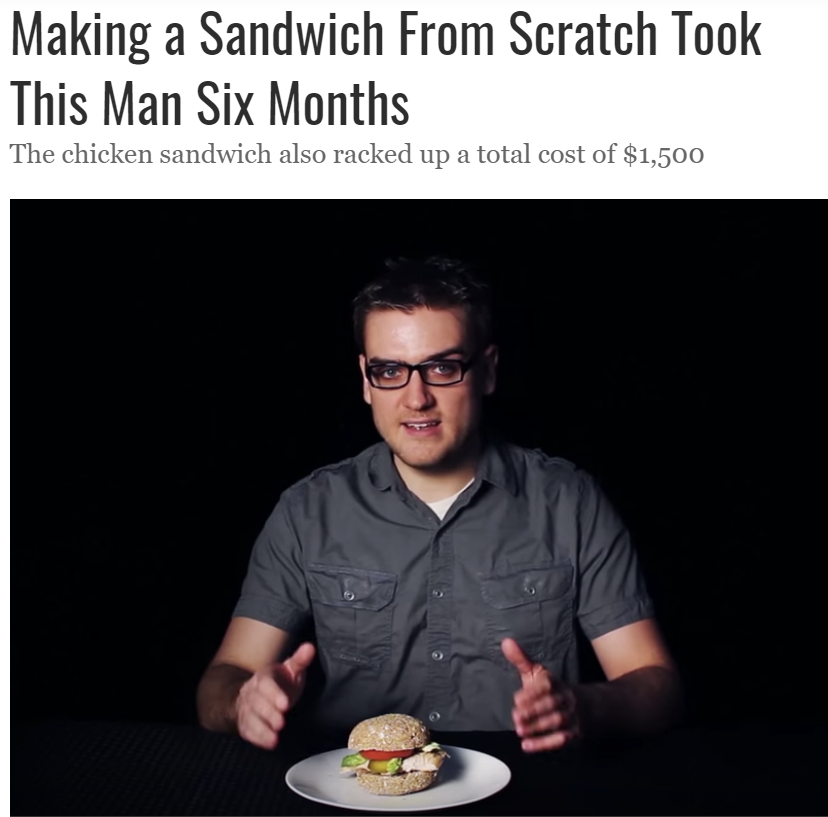 Making a Sandwich From Scratch Took
This Man Six Months
The chicken sandwich also racked up a total cost of $1,500